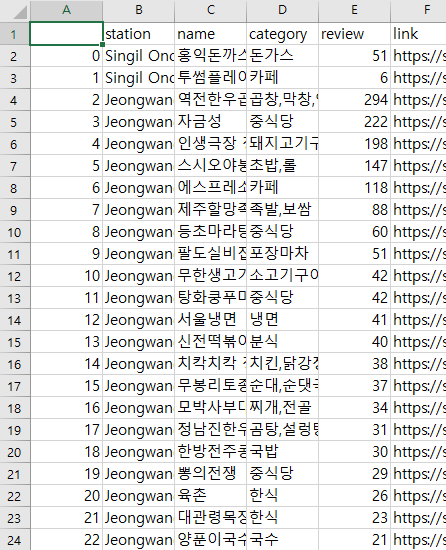 A B C D E F
1 station name category review link
2 0 Singil Onc 홍익돈까스 돈가스 51 https://s
3 1 Singil Onc 투썸플레이 카페 6 https://s
4 2 Jeongwan 역전한우곱 곱창,막창, 294 https://s
5 3 Jeongwan 자금성 중식당 222 https://s
6 4 Jeongwan 인생극장 돼지고기구 198 https://s
7 5 Jeongwan 스시오야붕 초밥,롤 147 https://s
8 6 Jeongwan 에스프레소 카페 118 https://s
9 7 Jeongwan 제주할망족 족발,보쌈 88 https://s
10 8 Jeongwan 등초마라탕 중식당 60 https://s
11 9 Jeongwan 팔도실비집 포장마차 51 https://s
12 10 Jeongwan 무한생고기 소고기구이 42 https://s
13 11 Jeongwan 탕화쿵푸마 중식당 42 https://s
14 12 Jeongwan 서울냉면 냉면 41 https://s
15 13 Jeongwan 신전떡볶이 분식 40 https://s
16 14 Jeongwan 치칵치칵 치킨,닭강정 38 https://s
17 15 Jeongwan 무봉리토종 순대,순댓국 37 https://s
18 16 Jeongwan 모박사부대 찌개,전골 34 https://s
19 17 Jeongwan 정남진한우 곰탕,설렁탕 31 https://s
20 18 Jeongwan 한방전주콩 국밥 30 https://s
21 19 Jeongwan 뽕의전쟁 중식당 29 https://s
22 20 Jeongwan 육촌 한식 26 https://s
23 21 Jeongwan 대관령목장 한식 23 https://s
24 22 Jeongwan 양푼이국수 국수 21 https://s